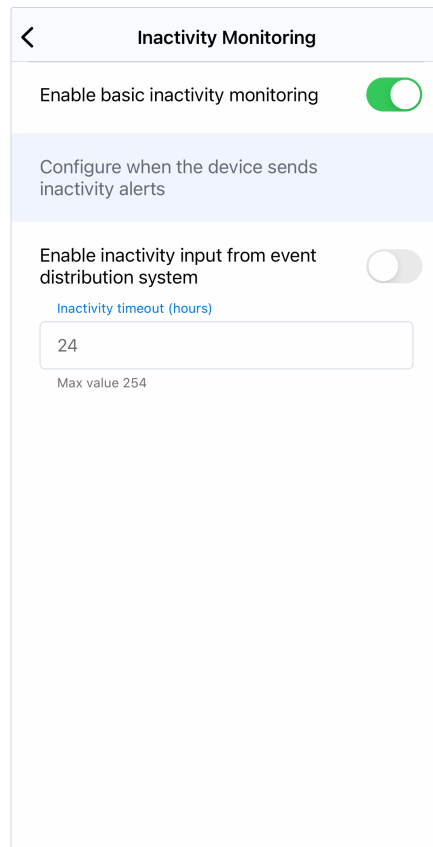 Inactivity Monitoring
Enable basic inactivity monitoring
Configure when the device sends
inactivity alerts
Enable inactivity input from event
distribution system
Inactivity timeout (hours)
24
Max value 254